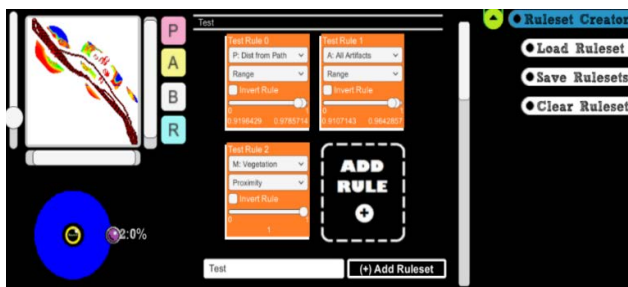 P
A
B
R
2:0%
Test
Test Rule 0
P: Dist from Path
Range
Invert Rule
0
0.9196429 0.9785714
Test Rule 1
A: All Artifacts
Range
Invert Rule
0
0.9107143 0.9642857
Test Rule 2
M: Vegetation
Proximity
Invert Rule
0
1
ADD
RULE
Test
(+) Add Ruleset
Ruleset Creator
Load Ruleset
Save Rulesets
Clear Ruleset